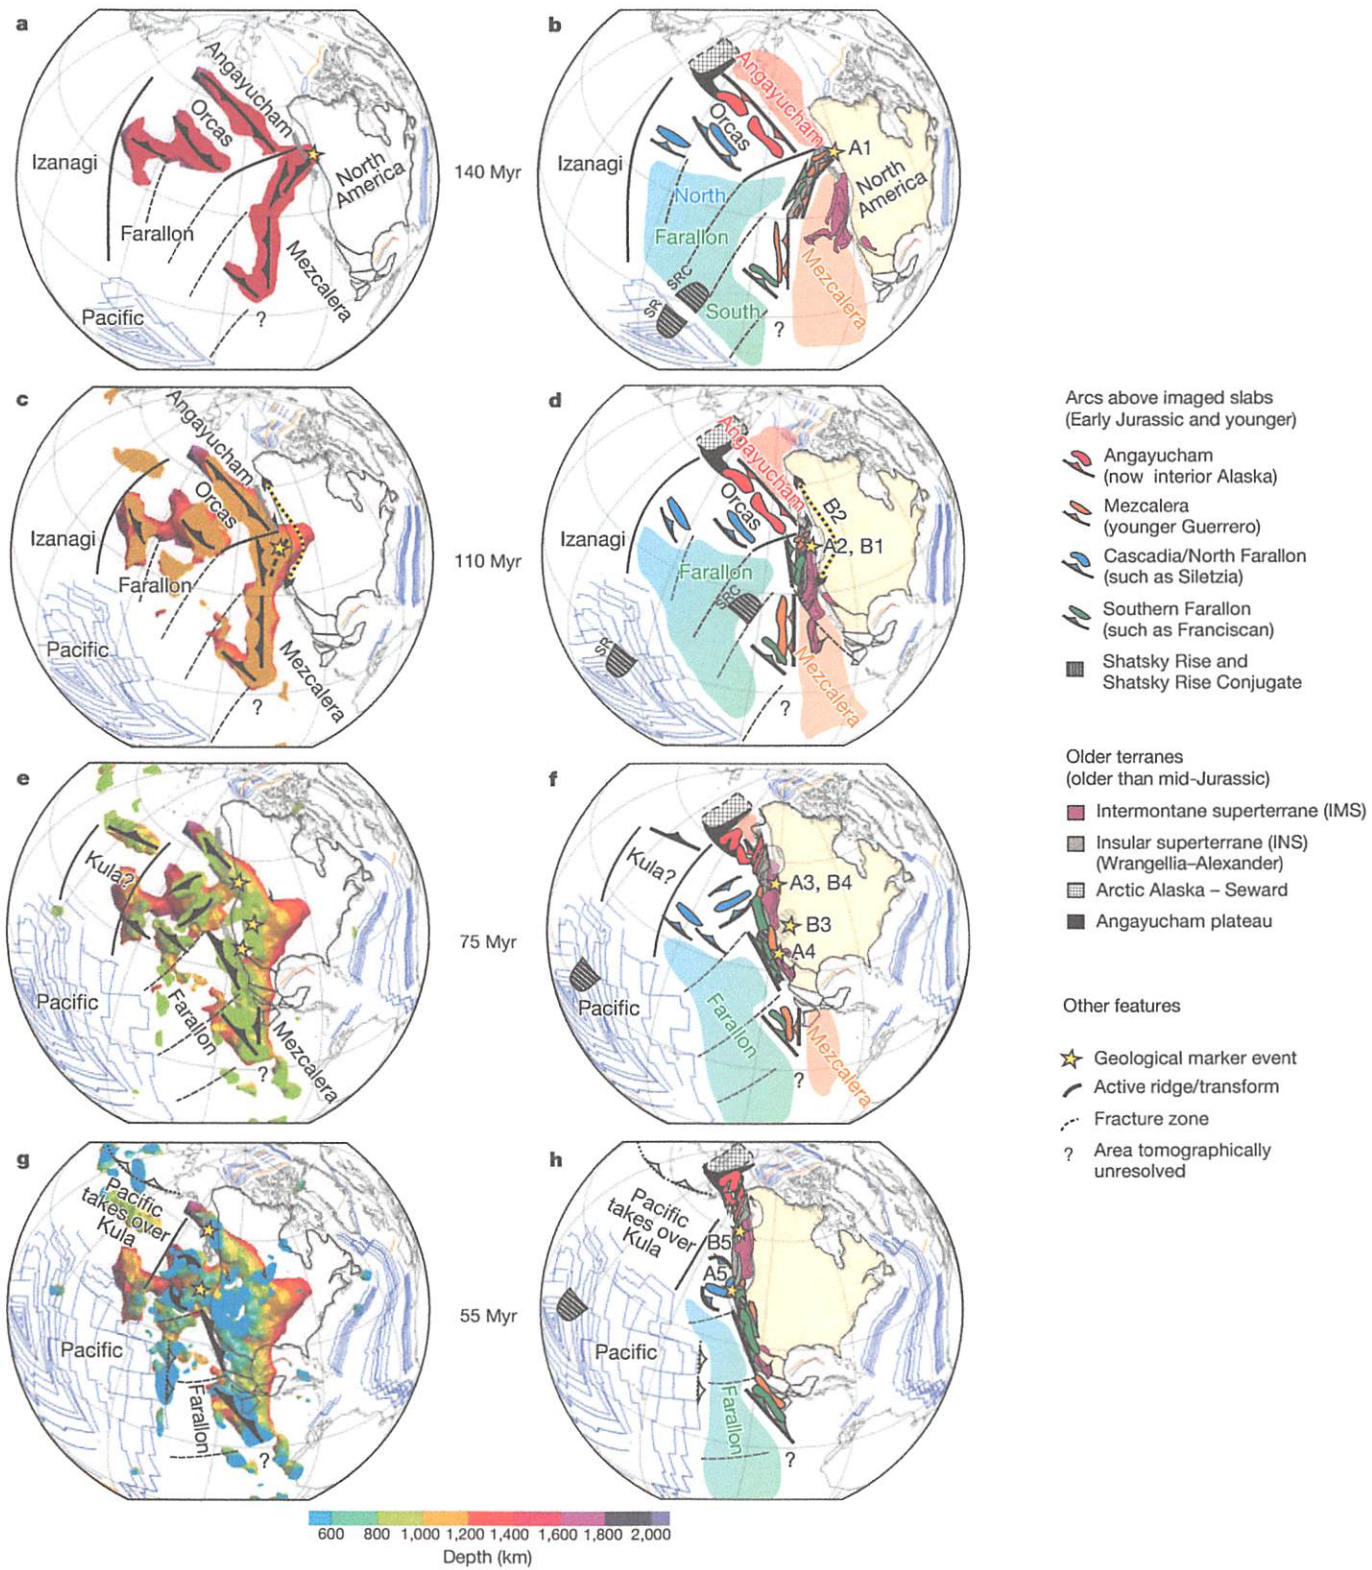 a
Angayucham
Orcas
Izanagi
North
America
Farallon
Mezcalera
Pacific
?
140 Myr
b
Angayucham
Orcas
Izanagi
A1
North
America
North
Farallon
SRC
SR
South
Mezcalera
?
c
Angayucham
Orcas
Izanagi
Farallon
Pacific
Mezcalera
?
110 Myr
d
Angayucham
Orcas
B2
Izanagi
A2, B1
Farallon
SRC
SR
Mezcalera
?
e
Kula?
Pacific
Farallon
Mezcalera
?
75 Myr
f
Kula?
A3, B4
B3
A4
Pacific
Farallon
Mezcalera
?
g
Pacific
takes over
Kula
Pacific
Farallon
?
55 Myr
h
Pacific
takes over
Kula
B5
A5
Pacific
Farallon
?
600 800 1,000 1,200 1,400 1,600 1,800 2,000
Depth (km)
Arcs above imaged slabs
(Early Jurassic and younger)
Angayucham
(now interior Alaska)
Mezcalera
(younger Guerrero)
Cascadia/North Farallon
(such as Siletzia)
Southern Farallon
(such as Franciscan)
Shatsky Rise and
Shatsky Rise Conjugate
Older terranes
(older than mid-Jurassic)
Intermontane superterrane (IMS)
Insular superterrane (INS)
(Wrangellia–Alexander)
Arctic Alaska – Seward
Angayucham plateau
Other features
Geological marker event
Active ridge/transform
Fracture zone
? Area tomographically
unresolved